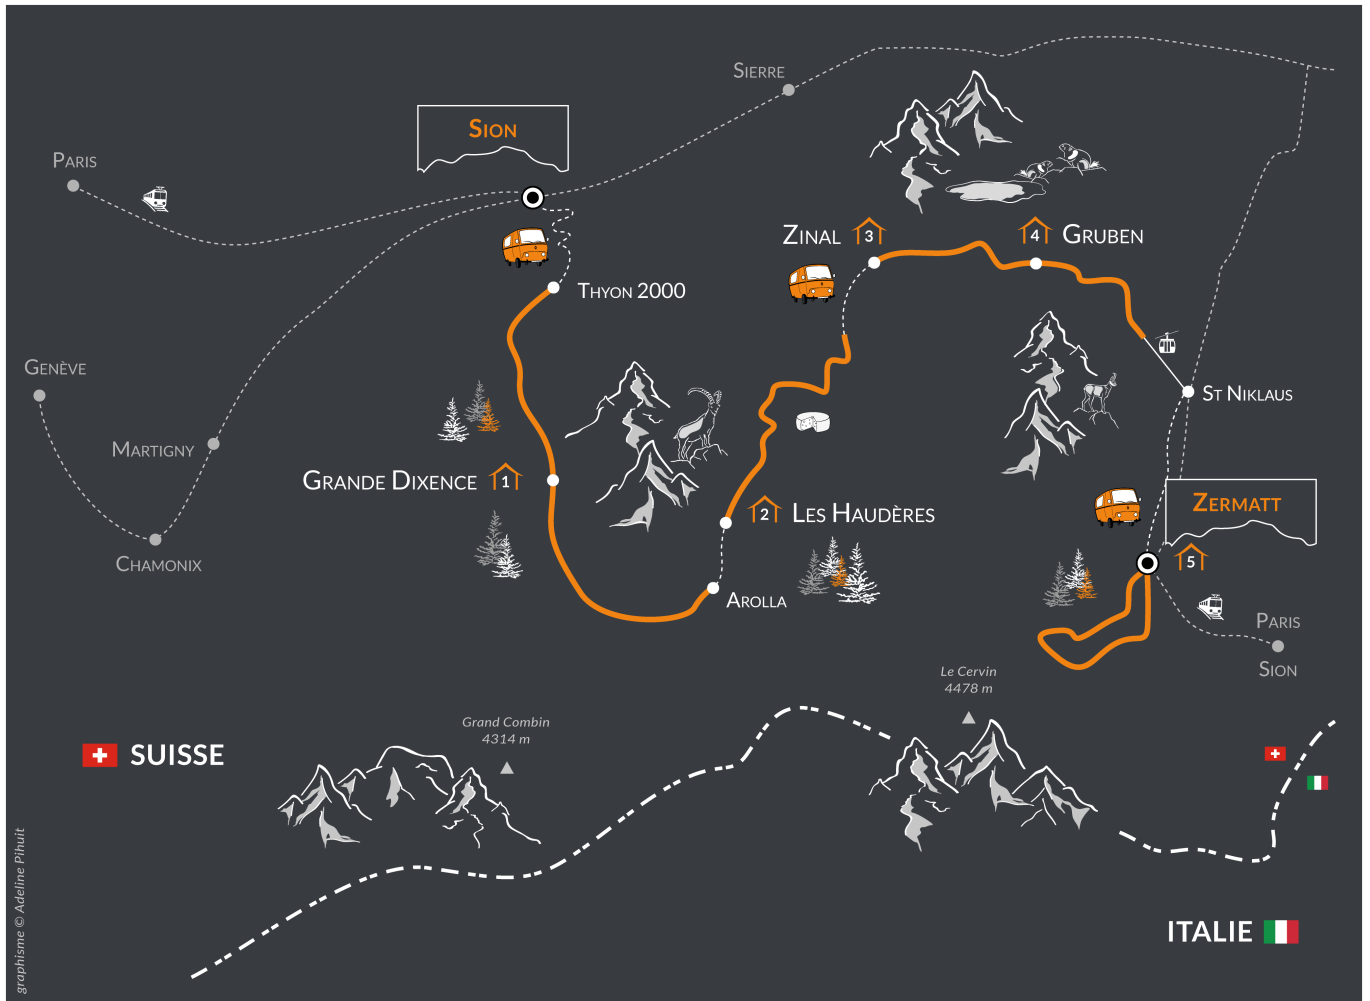 SIERRE
SION
PARIS
ZINAL 3
4 GRUBEN
THYON 2000
GENÈVE
ST NIKLAUS
MARTIGNY
GRANDE DIXENCE 1
2 LES HAUDÈRES
ZERMATT
CHAMONIX
5
AROLLA
PARIS
SION
Le Cervin
4478 m
Grand Combin
4314 m
SUISSE
ITALIE
graphisme © Adeline Pihuit